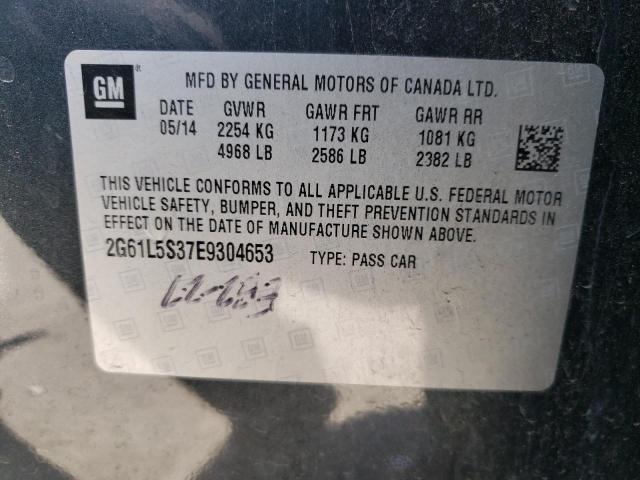 GM
MFD BY GENERAL MOTORS OF CANADA LTD.
DATE GVWR GAWR FRT GAWR RR
05/14 2254 KG 1173 KG 1081 KG
4968 LB 2586 LB 2382 LB
THIS VEHICLE CONFORMS TO ALL APPLICABLE U.S. FEDERAL MOTOR
VEHICLE SAFETY, BUMPER, AND THEFT PREVENTION STANDARDS IN
EFFECT ON THE DATE OF MANUFACTURE SHOWN ABOVE.
2G61L5S37E9304653 TYPE: PASS CAR